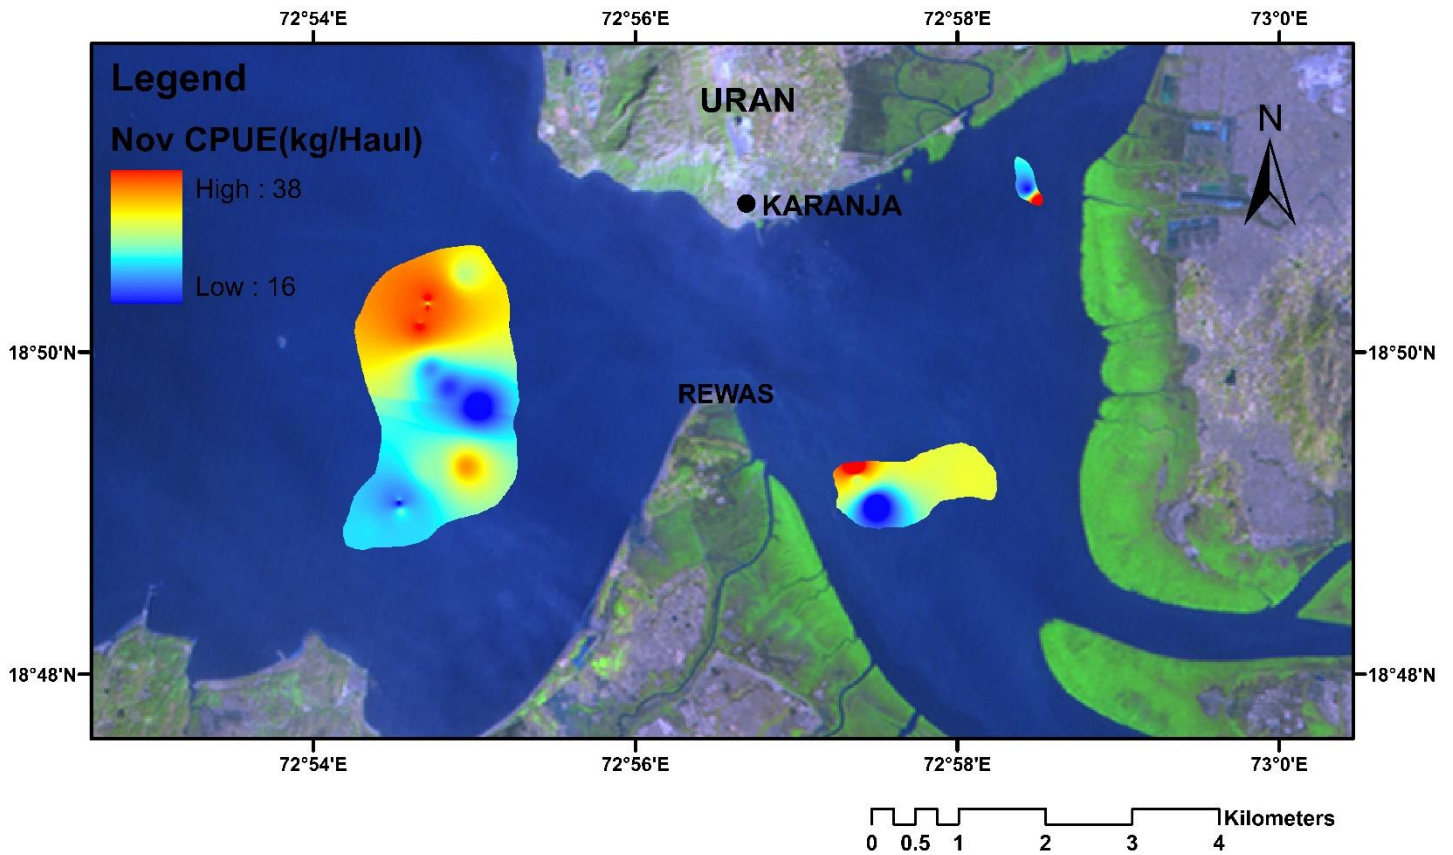 72°54'E 72°56'E 72°58'E 73°0'E
Legend
Nov CPUE(kg/Haul)
High : 38
Low : 16
URAN
KARANJA
N
18°50'N 18°50'N
REWAS
18°48'N 18°48'N
72°54'E 72°56'E 72°58'E 73°0'E
Kilometers
0 0.5 1 2 3 4